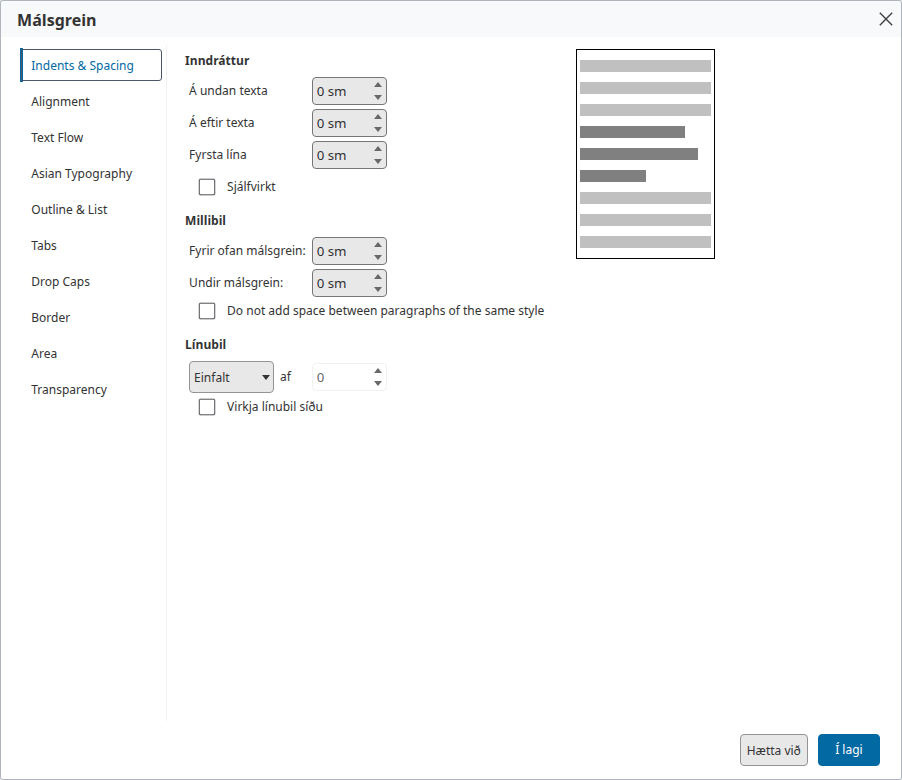 Málsgrein
Indents & Spacing
Alignment
Text Flow
Asian Typography
Outline & List
Tabs
Drop Caps
Border
Area
Transparency
Inndráttur
Á undan texta 0 sm
Á eftir texta 0 sm
Fyrsta lína 0 sm
Sjálfvirkt
Millibil
Fyrir ofan málsgrein: 0 sm
Undir málsgrein: 0 sm
Do not add space between paragraphs of the same style
Línubil
Einfalt af 0
Virkja línubil síðu
Hætta við Í lagi